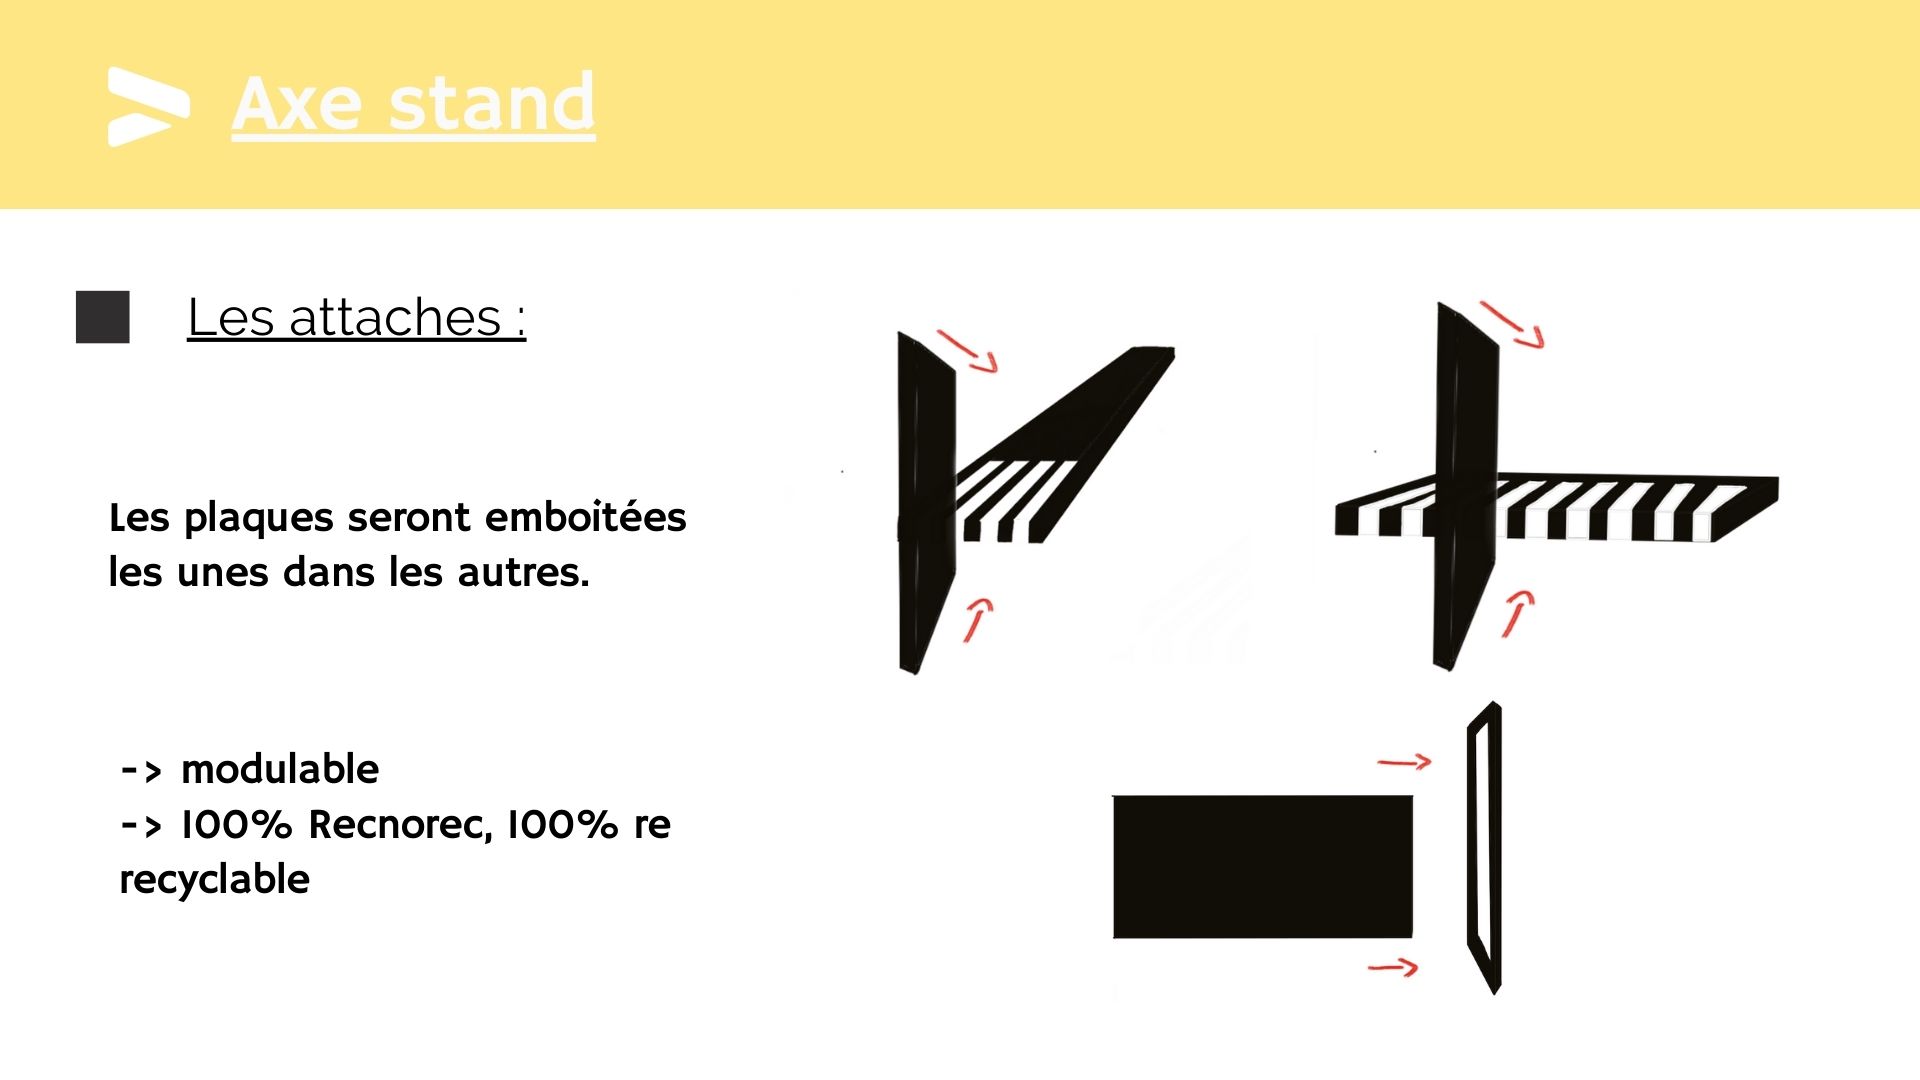 Axe stand
Les attaches :
Les plaques seront emboitées
les unes dans les autres.
-> modulable
-> 100% Recnorec, 100% re
recyclable